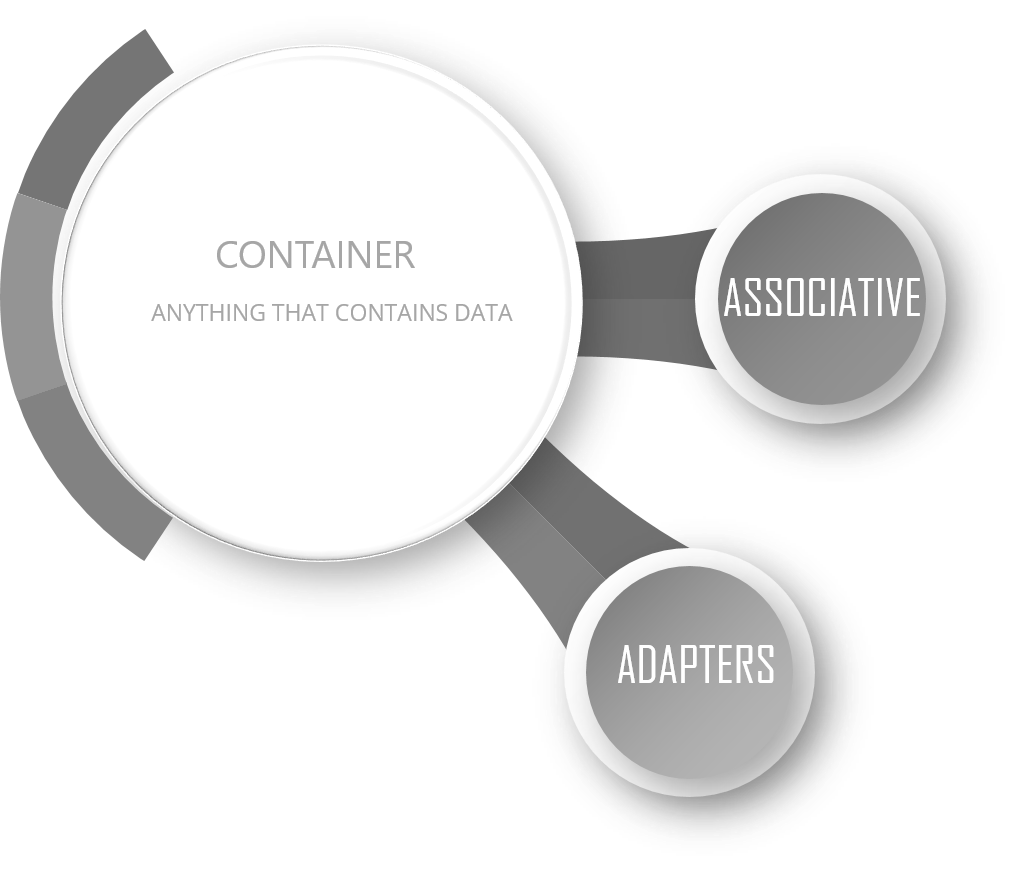 CONTAINER
ANYTHING THAT CONTAINS DATA
ASSOCIATIVE
ADAPTERS